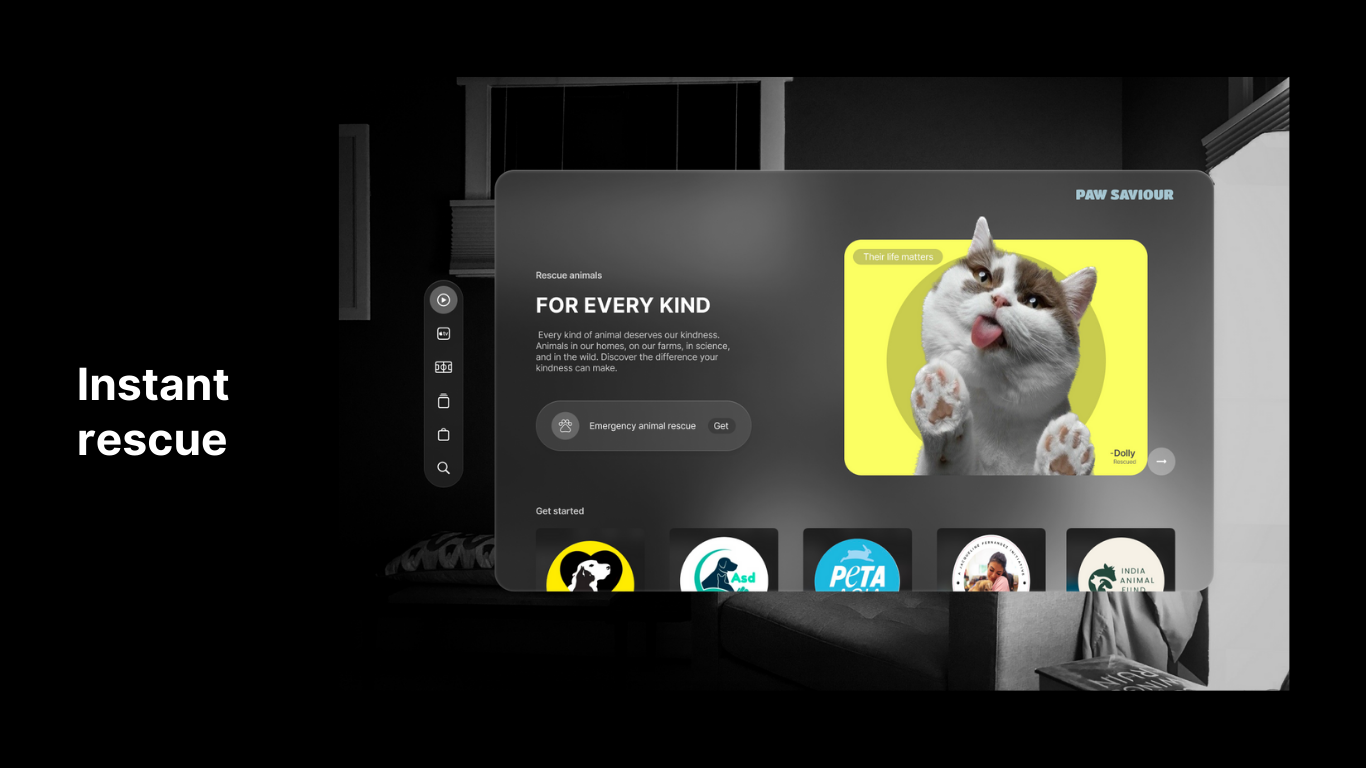 Instant
rescue
PAW SAVIOUR
Their life matters
Rescue animals
FOR EVERY KIND
Every kind of animal deserves our kindness.
Animals in our homes, on our farms, in science,
and in the wild. Discover the difference your
kindness can make.
Emergency animal rescue
Get
-Dolly
Rescued
tv
Get started
Asd
PeTA
INDIA
ANIMAL
FUND
RUIN